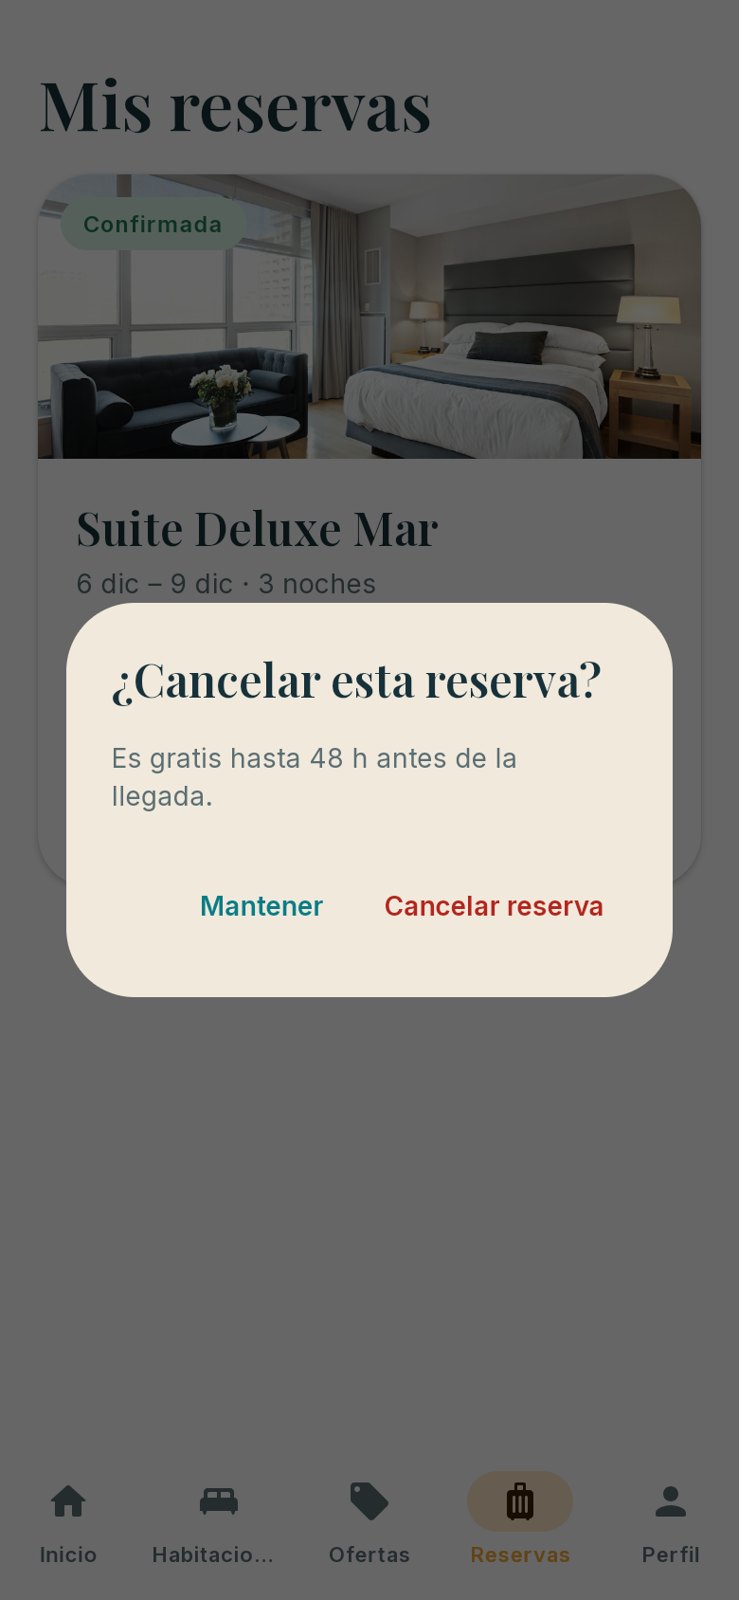 Mis reservas
Confirmada
Suite Deluxe Mar
6 dic – 9 dic · 3 noches
¿Cancelar esta reserva?
Es gratis hasta 48 h antes de la
llegada.
Mantener
Cancelar reserva
Inicio
Habitacio...
Ofertas
Reservas
Perfil